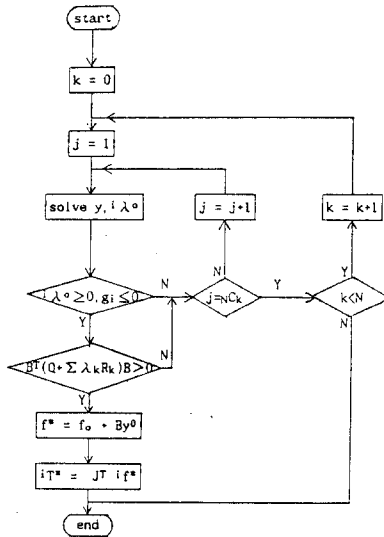 start
k = 0
j = 1
solve y, ⁱλ°
j = j+1
k = k+1
ⁱλ° ≥ 0, gᵢ ≤ 0
N
Y
N
j=NCk
Y
Y
k<N
N
Bᵀ(Q+ΣλkRk)B>0
N
Y
f* = f₀ + By⁰
ⁱT* = Jᵀ ⁱf*
end